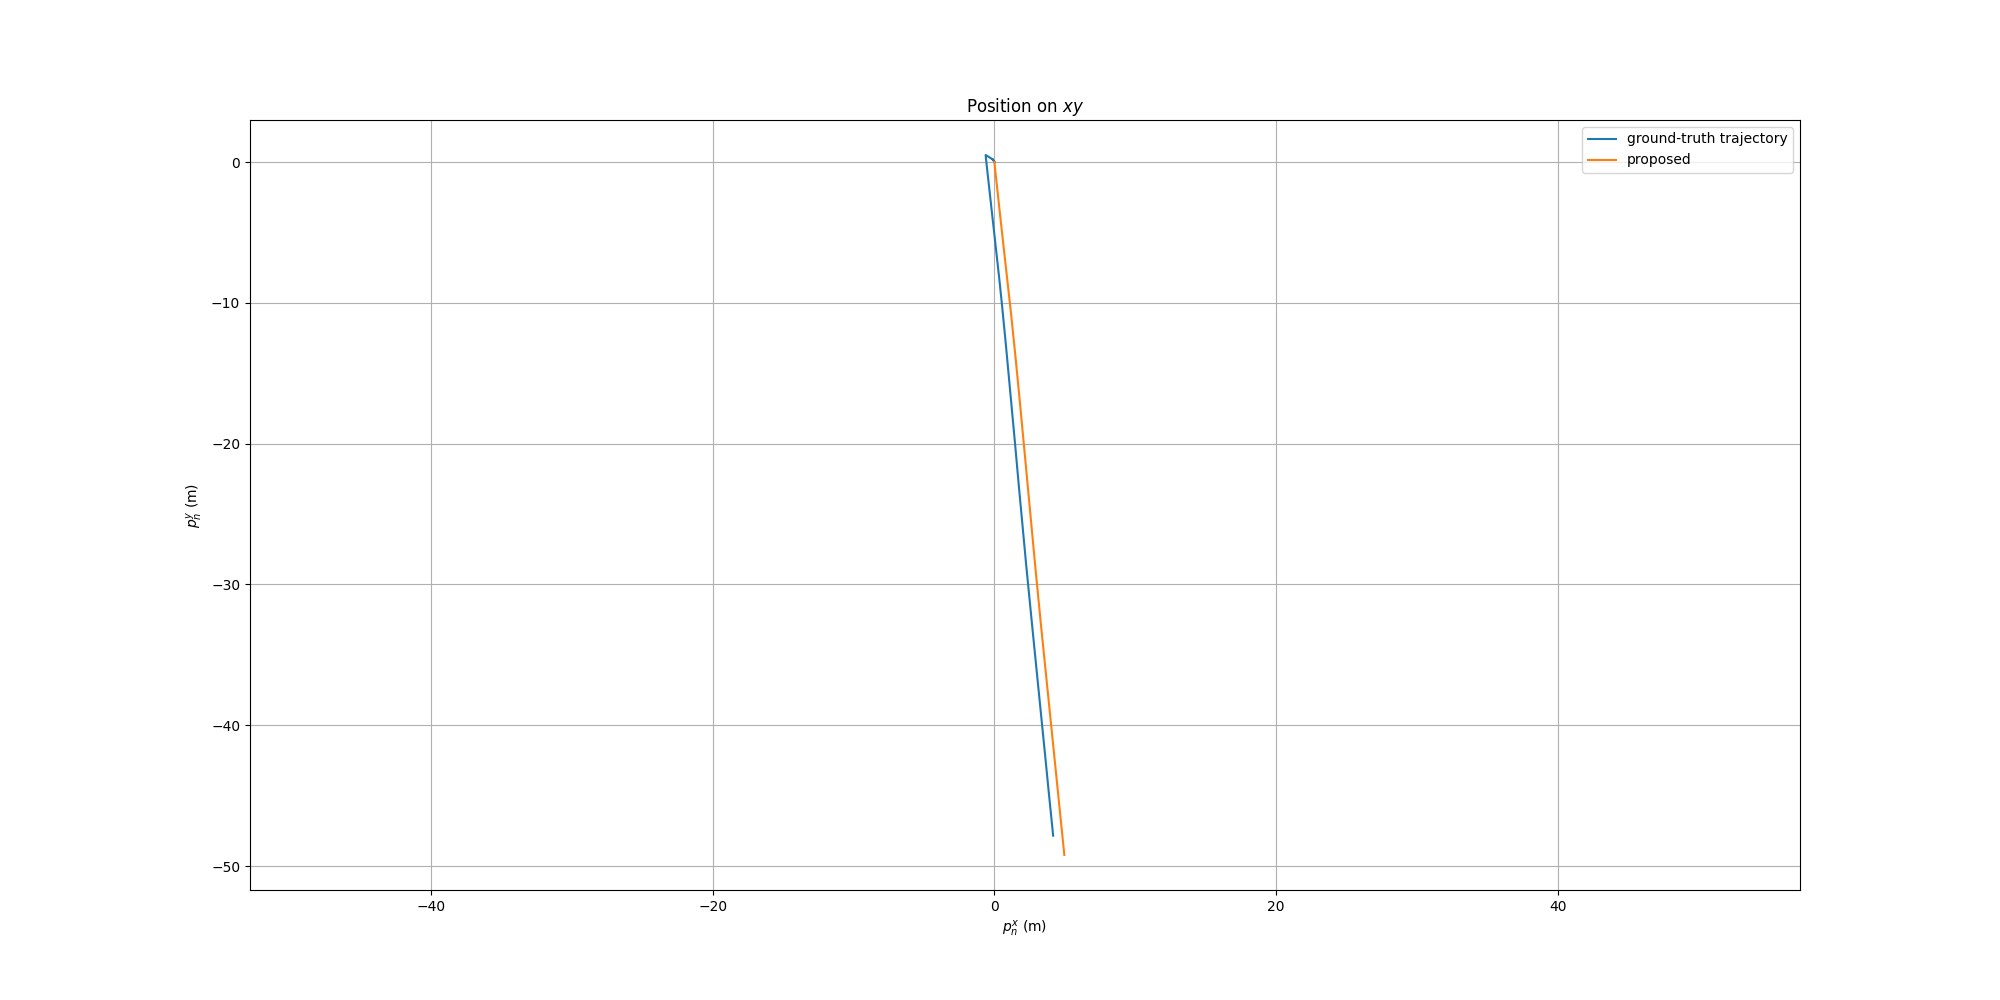 Position on xy
ground-truth trajectory
proposed
0
−10
−20
−30
−40
−50
p_n^y (m)
−40
−20
0
20
40
p_n^x (m)